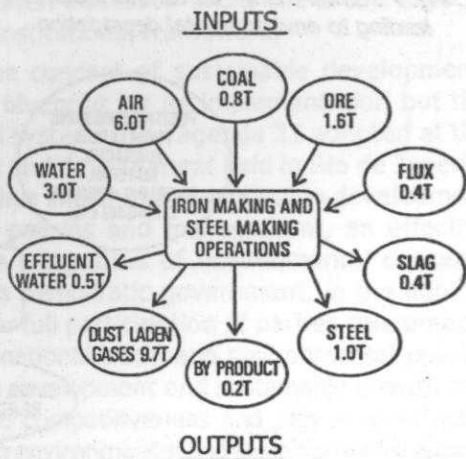 INPUTS
COAL
0.8T
AIR
6.0T
ORE
1.6T
WATER
3.0T
FLUX
0.4T
IRON MAKING AND
STEEL MAKING
OPERATIONS
EFFLUENT
WATER 0.5T
SLAG
0.4T
DUST LADEN
GASES 9.7T
BY PRODUCT
0.2T
STEEL
1.0T
OUTPUTS